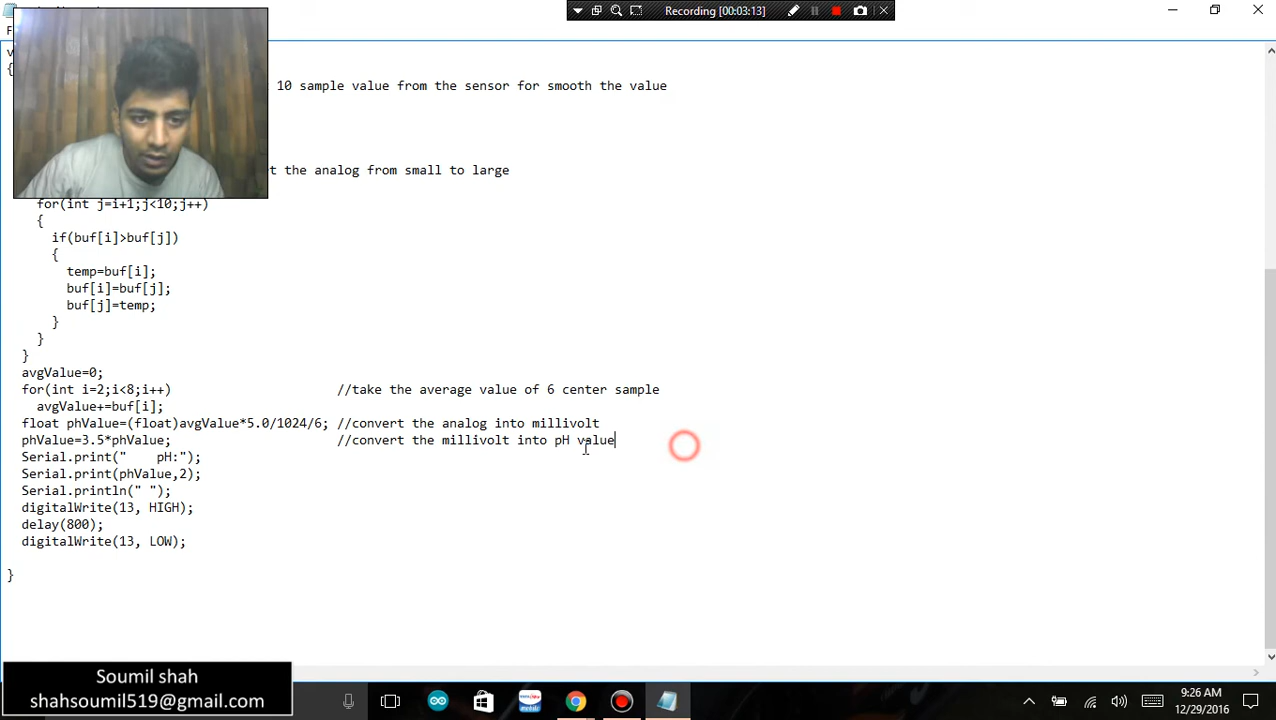 Recording [00:03:13]
F
v
{
10 sample value from the sensor for smooth the value
t the analog from small to large
for(int j=i+1;j<10;j++)
{
if(buf[i]>buf[j])
{
temp=buf[i];
buf[i]=buf[j];
buf[j]=temp;
}
}
}
avgValue=0;
for(int i=2;i<8;i++) //take the average value of 6 center sample
avgValue+=buf[i];
float phValue=(float)avgValue*5.0/1024/6; //convert the analog into millivolt
phValue=3.5*phValue; //convert the millivolt into pH value
Serial.print(" pH:");
Serial.print(phValue,2);
Serial.println(" ");
digitalWrite(13, HIGH);
delay(800);
digitalWrite(13, LOW);
}
Soumil shah
shahsoumil519@gmail.com
9:26 AM
12/29/2016